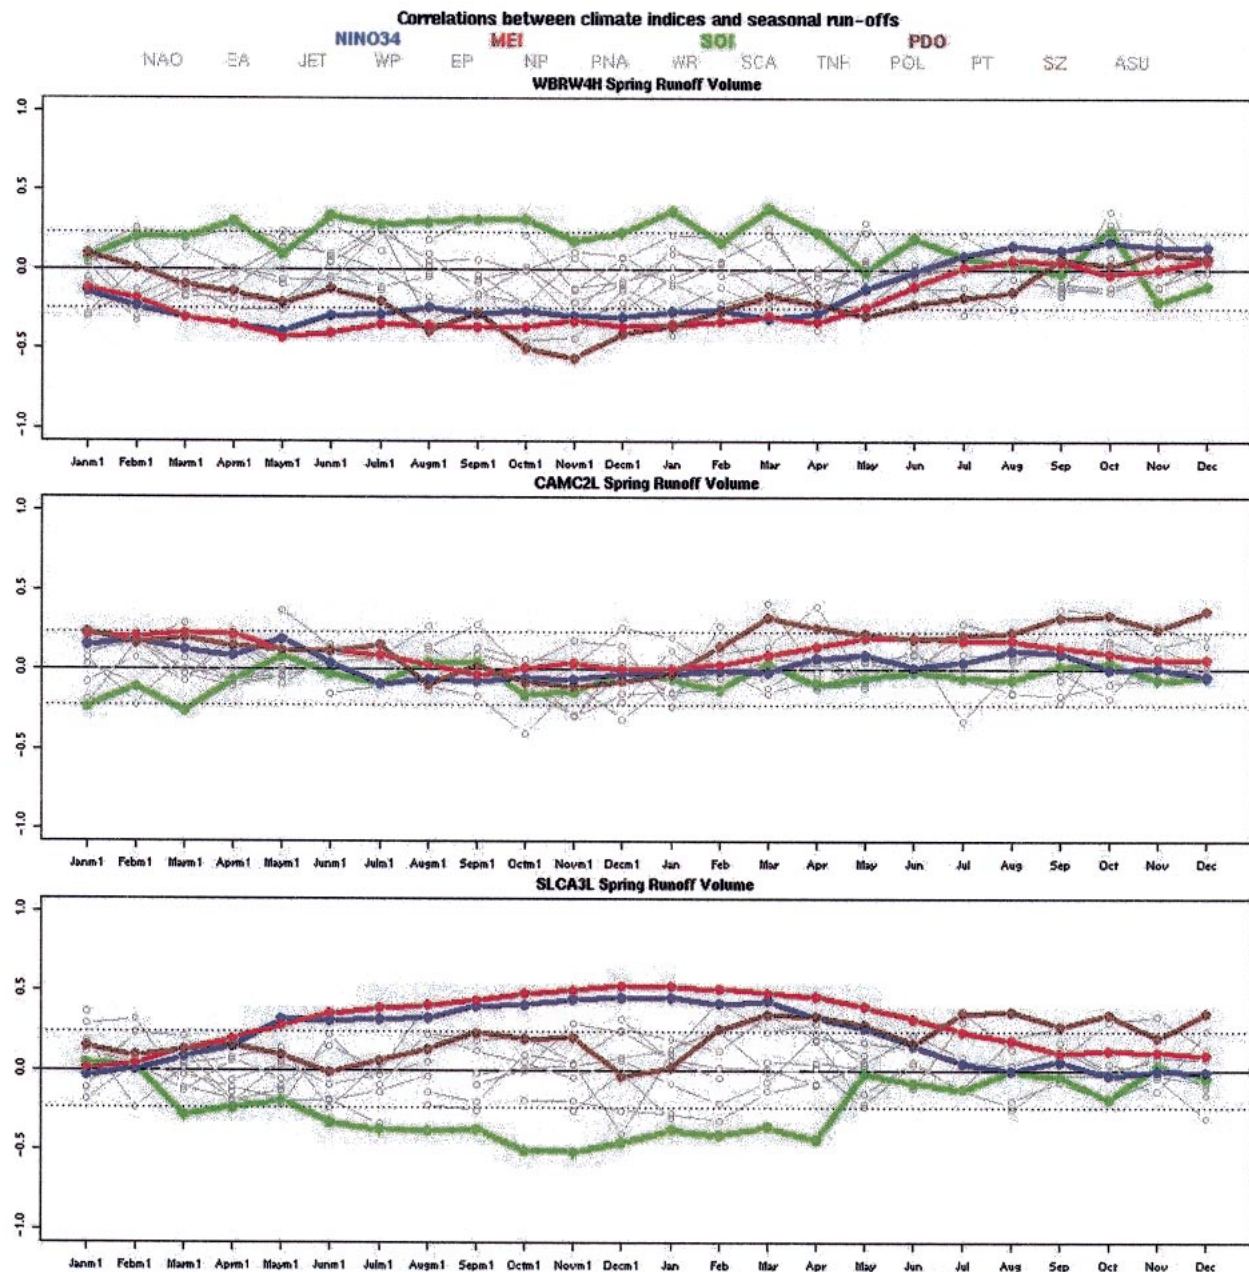 Correlations between climate indices and seasonal run-offs
NINO34 MEI SOI PDO
NAO EA JET WP EP NP PNA WR SCA TNH POL PT SZ ASU
WBRW4H Spring Runoff Volume
1.0
0.5
0.0
-0.5
-1.0
Janm1 Febm1 Marm1 Aprm1 Maym1 Junm1 Julm1 Augm1 Sepm1 Octm1 Novm1 Decm1 Jan Feb Mar Apr May Jun Jul Aug Sep Oct Nov Dec
CAMC2L Spring Runoff Volume
1.0
0.5
0.0
-0.5
-1.0
Janm1 Febm1 Marm1 Aprm1 Maym1 Junm1 Julm1 Augm1 Sepm1 Octm1 Novm1 Decm1 Jan Feb Mar Apr May Jun Jul Aug Sep Oct Nov Dec
SLCA3L Spring Runoff Volume
1.0
0.5
0.0
-0.5
-1.0
Janm1 Febm1 Marm1 Aprm1 Maym1 Junm1 Julm1 Augm1 Sepm1 Octm1 Novm1 Decm1 Jan Feb Mar Apr May Jun Jul Aug Sep Oct Nov Dec